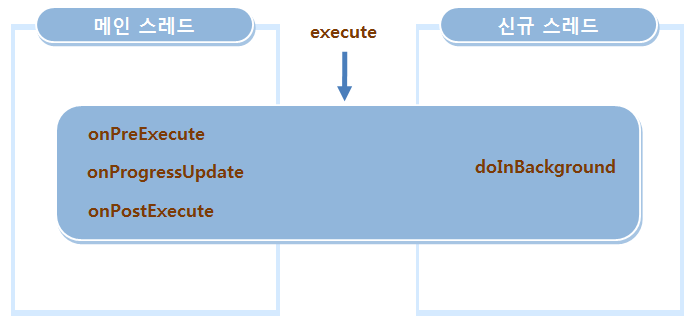 메인 스레드
execute
신규 스레드
onPreExecute
onProgressUpdate
onPostExecute
doInBackground